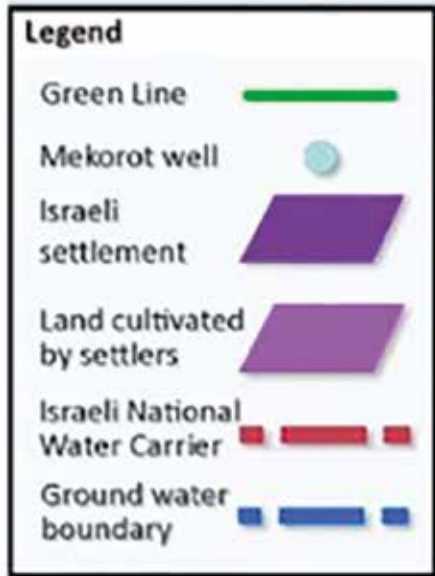 Legend
Green Line
Mekorot well
Israeli
settlement
Land cultivated
by settlers
Israeli National
Water Carrier
Ground water
boundary